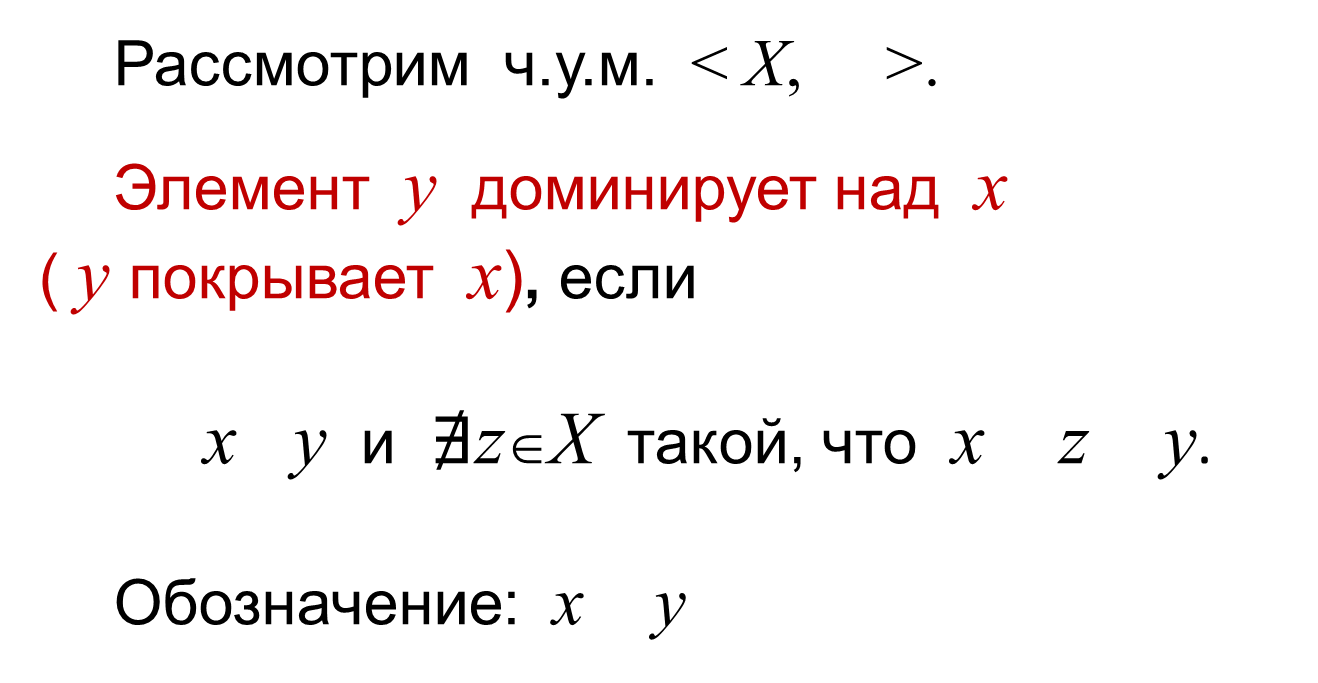 Рассмотрим ч.у.м. < X, >.
Элемент y доминирует над x
( y покрывает x), если
x y и ∄z∈X такой, что x z y.
Обозначение: x y